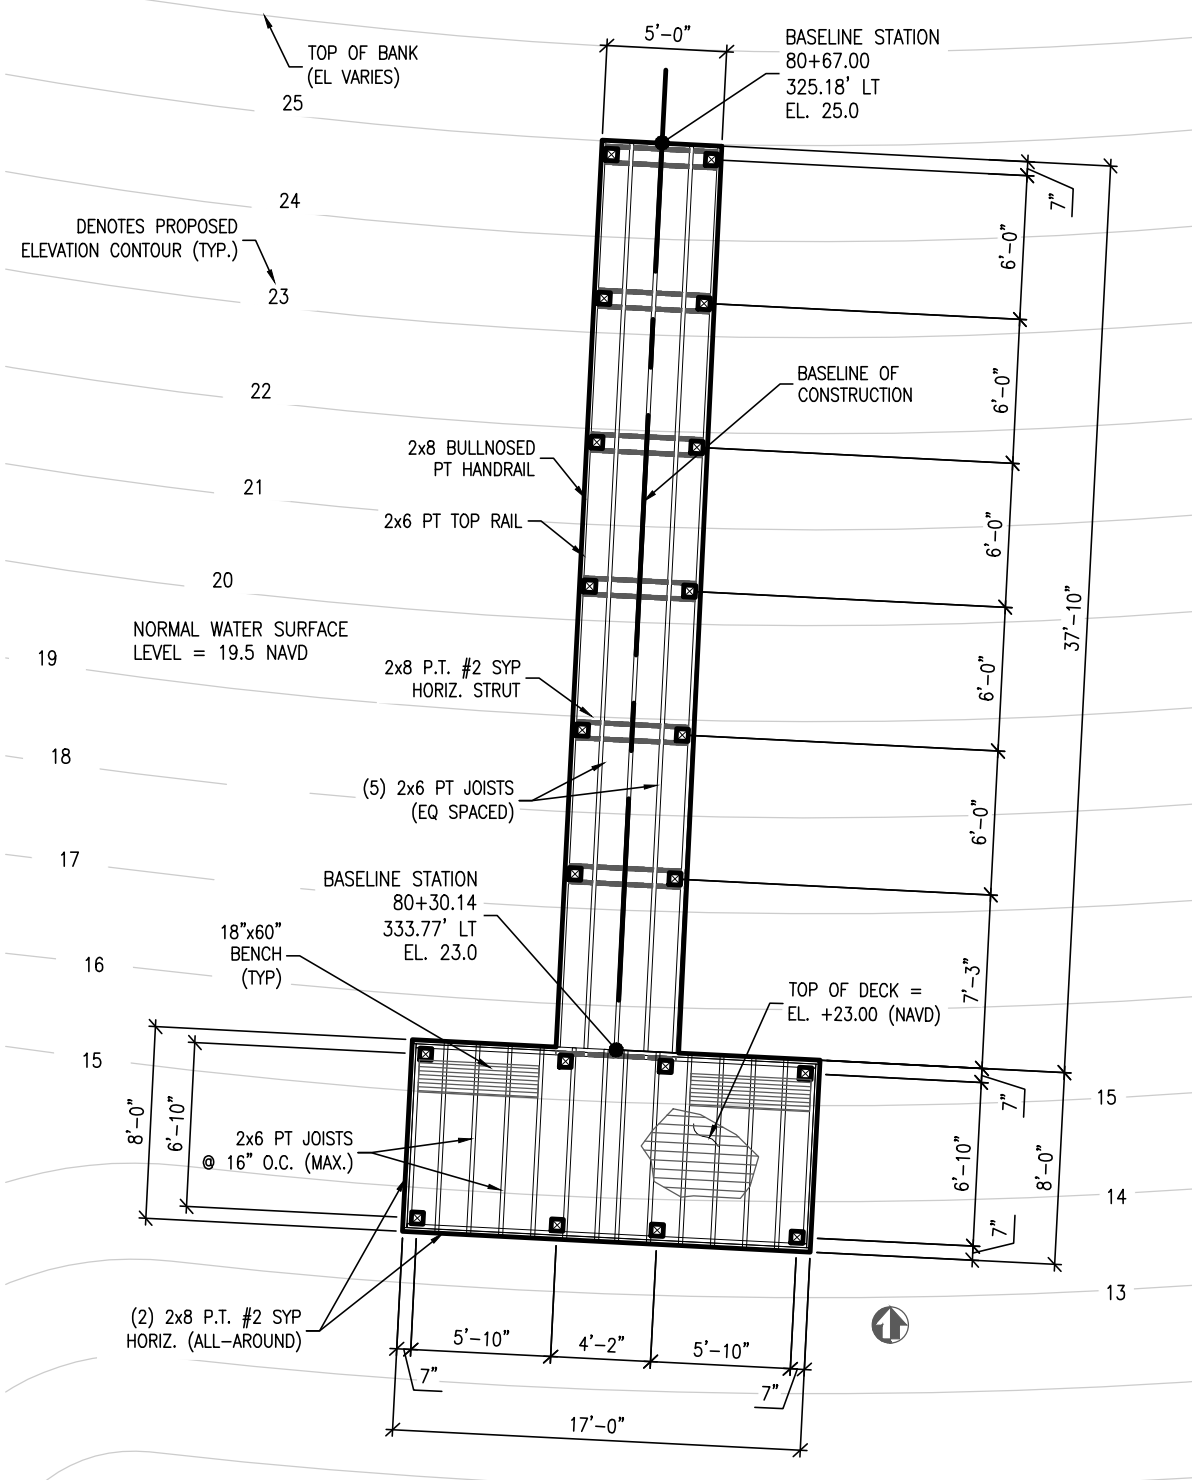 5'-0"
BASELINE STATION
80+67.00
325.18' LT
EL. 25.0
TOP OF BANK
(EL VARIES)
25
24
7"
DENOTES PROPOSED
ELEVATION CONTOUR (TYP.)
6'-0"
23
22
BASELINE OF
CONSTRUCTION
6'-0"
2x8 BULLNOSED
PT HANDRAIL
21
2x6 PT TOP RAIL
6'-0"
20
37'-10"
NORMAL WATER SURFACE
LEVEL = 19.5 NAVD
19
2x8 P.T. #2 SYP
HORIZ. STRUT
6'-0"
18
(5) 2x6 PT JOISTS
(EQ SPACED)
6'-0"
17
BASELINE STATION
80+30.14
333.77' LT
EL. 23.0
18"x60"
BENCH
(TYP)
16
7'-3"
TOP OF DECK =
EL. +23.00 (NAVD)
15
7"
15
8'-0"
6'-10"
2x6 PT JOISTS
@ 16" O.C. (MAX.)
6'-10"
8'-0"
14
7"
13
(2) 2x8 P.T. #2 SYP
HORIZ. (ALL-AROUND)
5'-10"
4'-2"
5'-10"
7"
7"
17'-0"